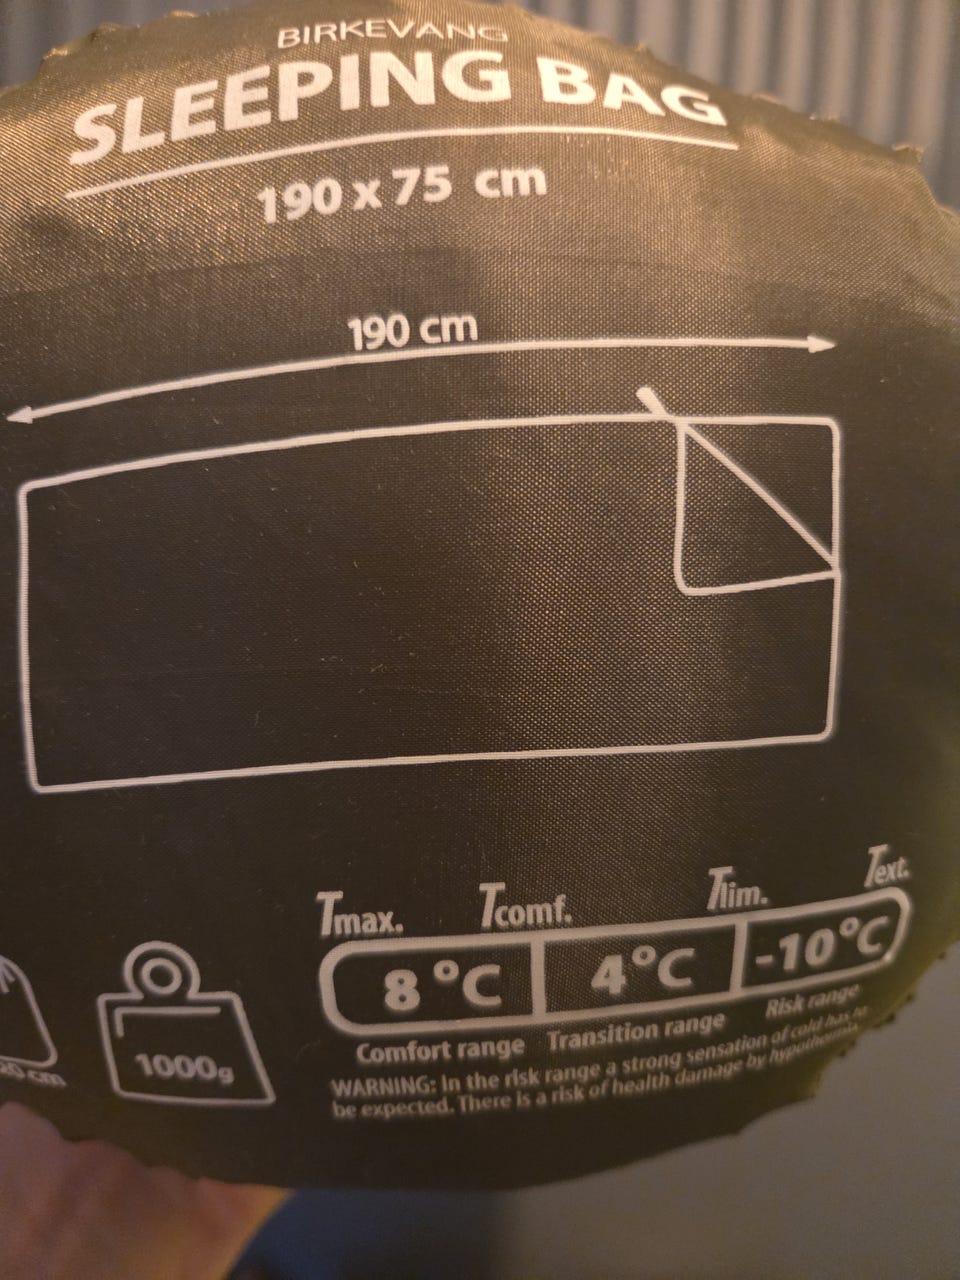 BIRKEVANG
SLEEPING BAG
190 x 75 cm
190 cm
Tmax. Tcomf. Tlim. Text.
8 °C 4°C -10°C
Comfort range Transition range Risk range
WARNING: In the risk range a strong sensation of cold has to
be expected. There is a risk of health damage by hypothermia.
1000g
20 cm